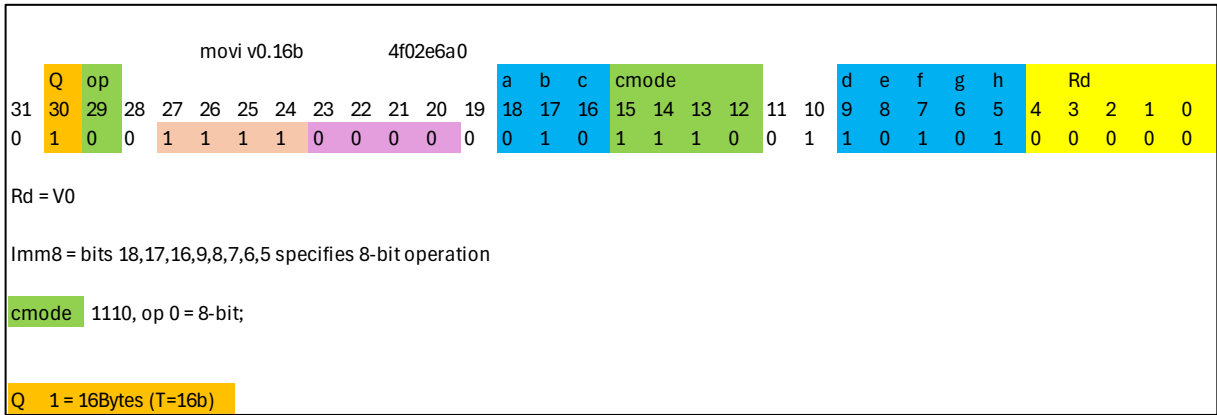 movi v0.16b 4f02e6a0
Q op a b c cmode d e f g h Rd
31 30 29 28 27 26 25 24 23 22 21 20 19 18 17 16 15 14 13 12 11 10 9 8 7 6 5 4 3 2 1 0
0 1 0 0 1 1 1 1 0 0 0 0 0 0 1 0 1 1 1 0 0 1 1 0 1 0 1 0 0 0 0 0
Rd = V0
Imm8 = bits 18,17,16,9,8,7,6,5 specifies 8-bit operation
cmode 1110, op 0 = 8-bit;
Q 1 = 16Bytes (T=16b)